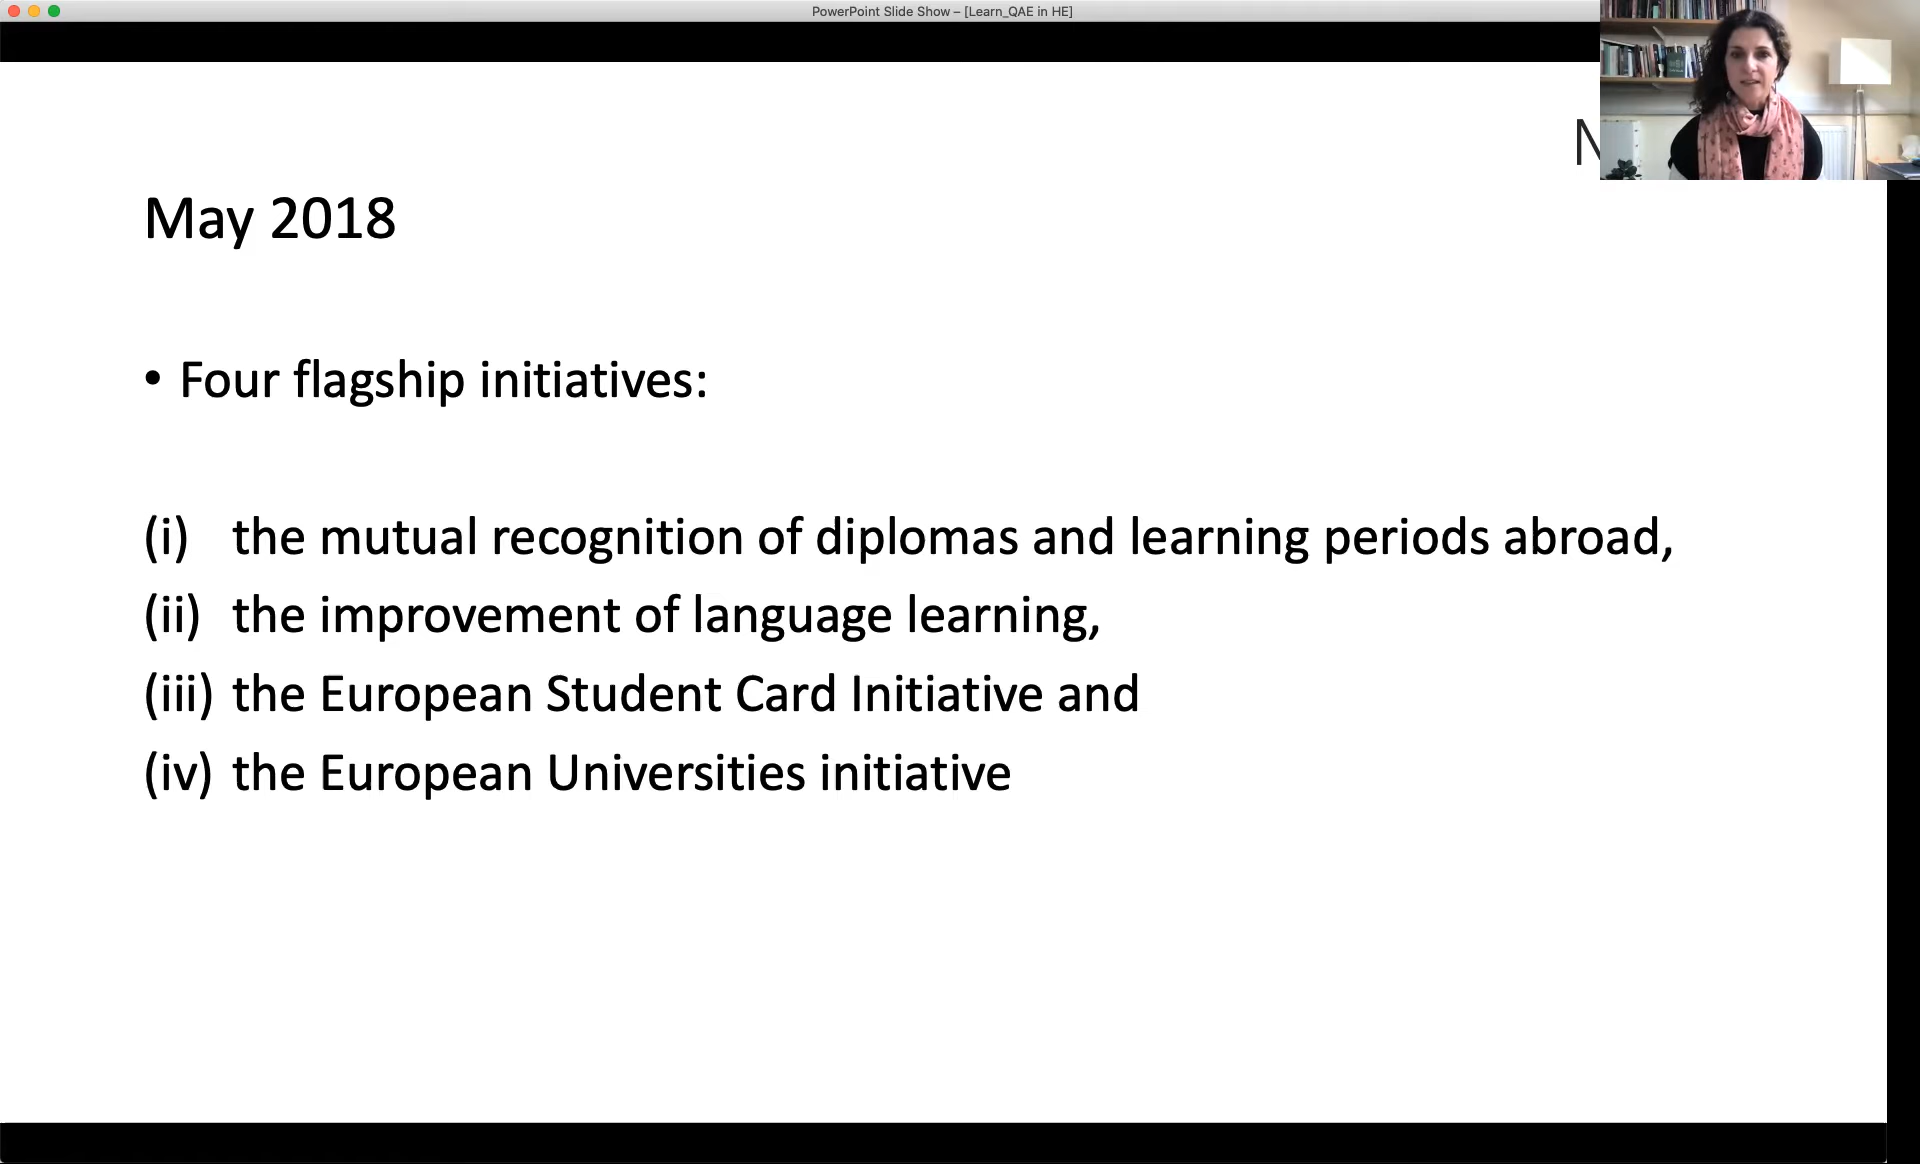 PowerPoint Slide Show – [Learn_QAE in HE]
May 2018
• Four flagship initiatives:
(i) the mutual recognition of diplomas and learning periods abroad,
(ii) the improvement of language learning,
(iii) the European Student Card Initiative and
(iv) the European Universities initiative